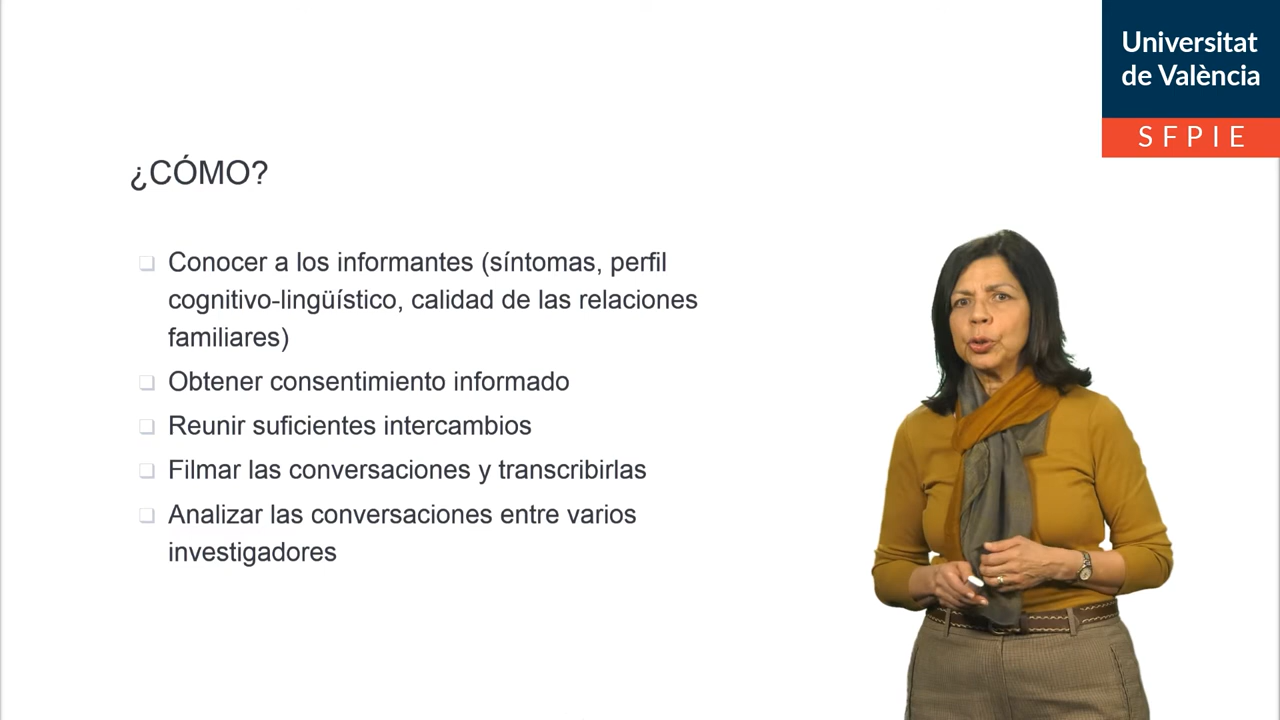 Universitat
de València
SFPIE
¿CÓMO?
Conocer a los informantes (síntomas, perfil
cognitivo-lingüístico, calidad de las relaciones
familiares)
Obtener consentimiento informado
Reunir suficientes intercambios
Filmar las conversaciones y transcribirlas
Analizar las conversaciones entre varios
investigadores